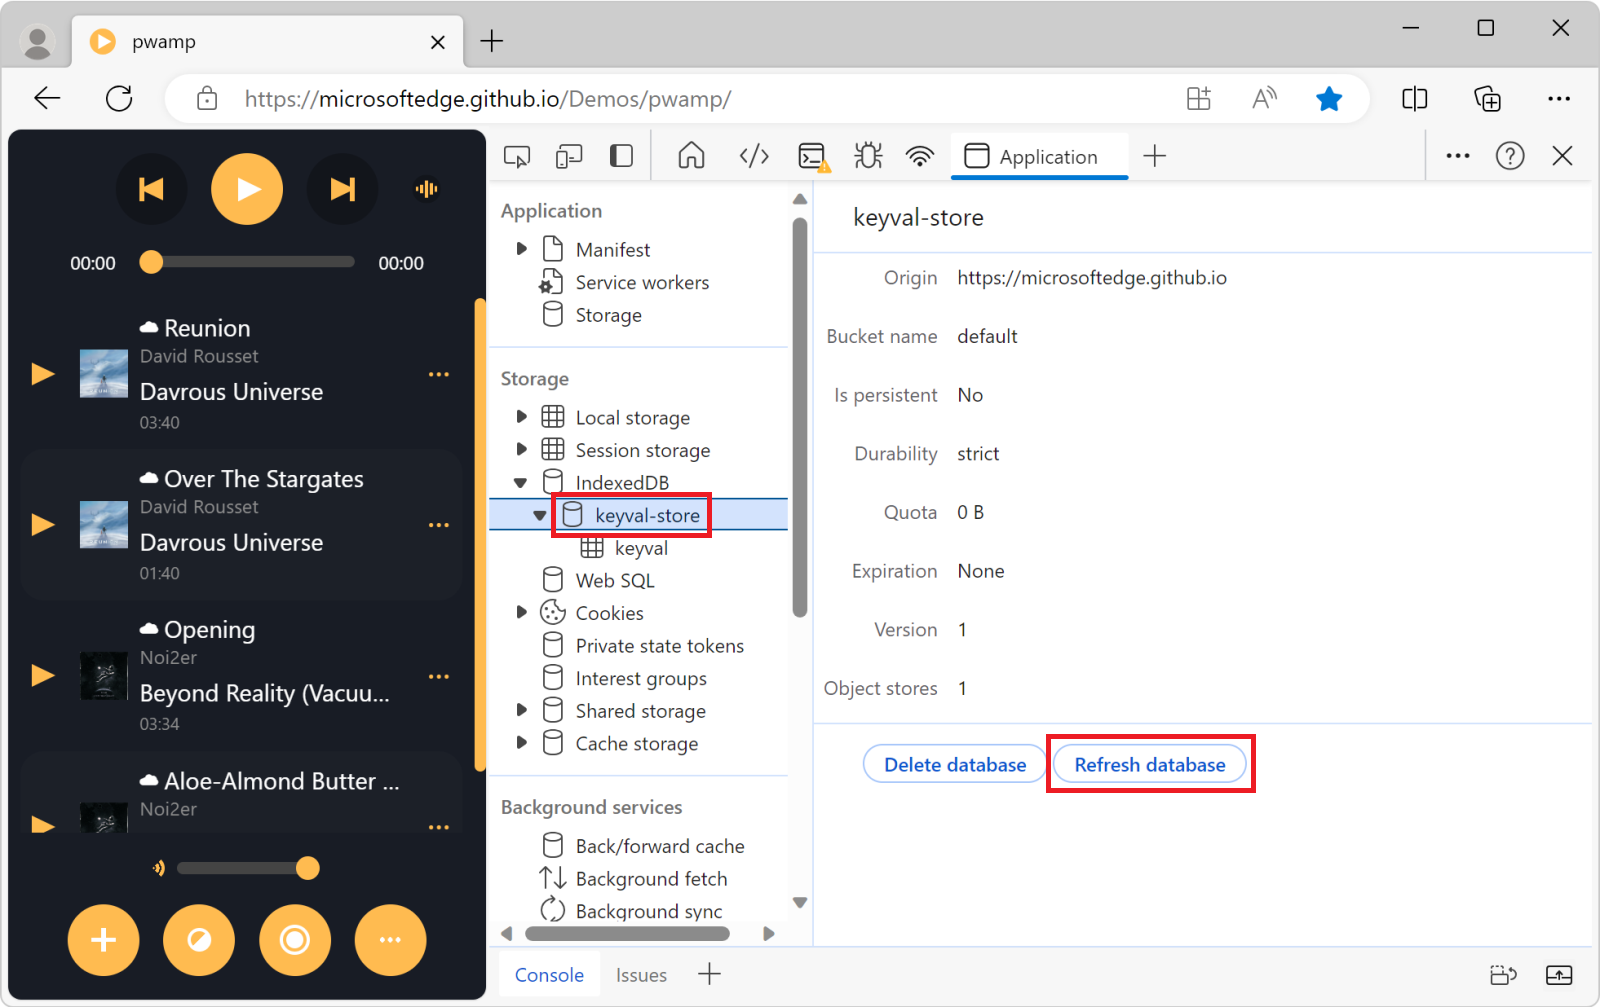 pwamp
https://microsoftedge.github.io/Demos/pwamp/
00:00
00:00
Reunion
David Rousset
Davrous Universe
03:40
Over The Stargates
David Rousset
Davrous Universe
01:40
Opening
Noi2er
Beyond Reality (Vacuu...
03:34
Aloe-Almond Butter ...
Noi2er
Application
Application
Manifest
Service workers
Storage
Storage
Local storage
Session storage
IndexedDB
keyval-store
keyval
Web SQL
Cookies
Private state tokens
Interest groups
Shared storage
Cache storage
Background services
Back/forward cache
Background fetch
Background sync
keyval-store
Origin https://microsoftedge.github.io
Bucket name default
Is persistent No
Durability strict
Quota 0 B
Expiration None
Version 1
Object stores 1
Delete database Refresh database
Console Issues